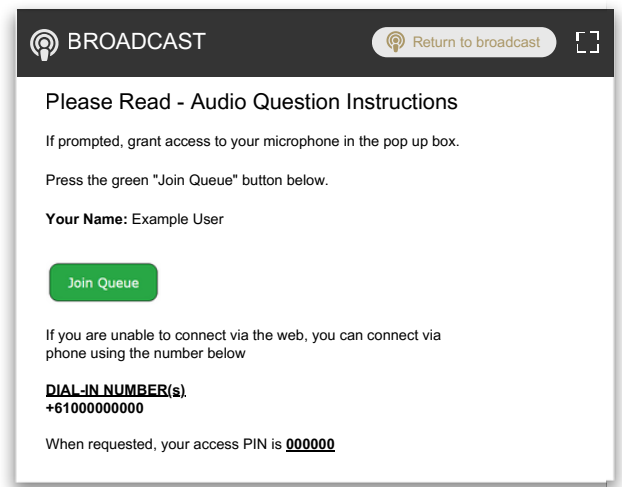 BROADCAST
Return to broadcast
Please Read - Audio Question Instructions
If prompted, grant access to your microphone in the pop up box.
Press the green "Join Queue" button below.
Your Name: Example User
Join Queue
If you are unable to connect via the web, you can connect via
phone using the number below
DIAL-IN NUMBER(s)
+61000000000
When requested, your access PIN is 000000